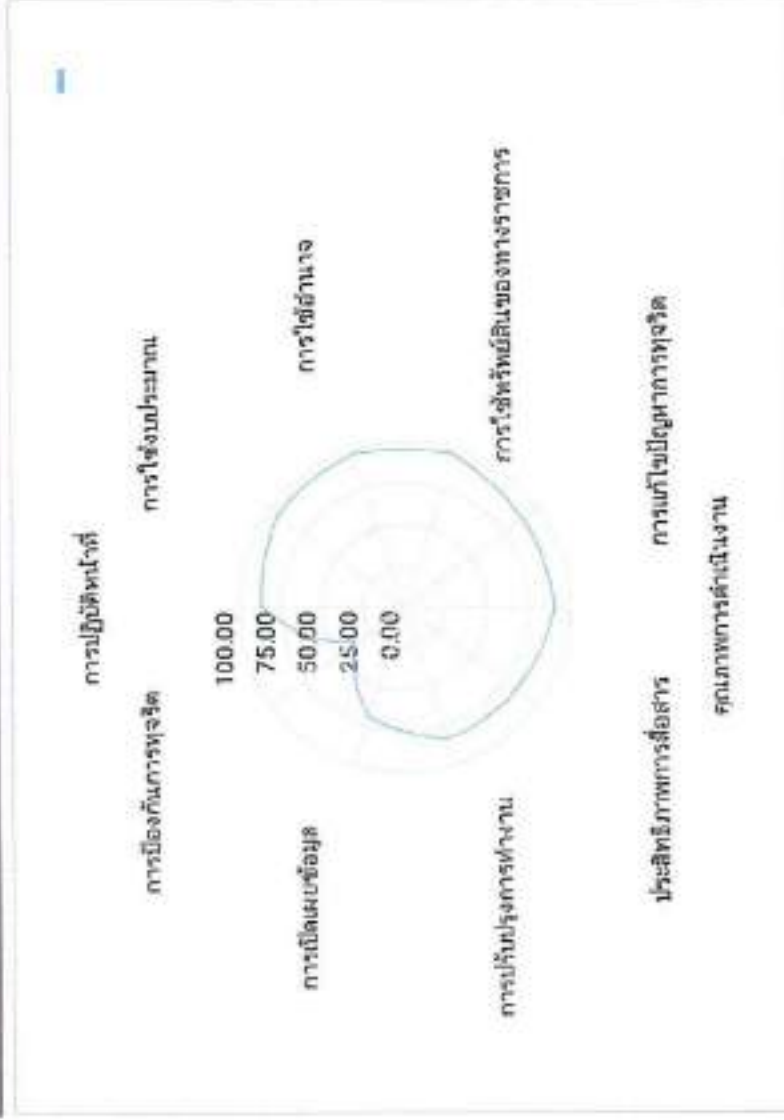 การปฏิบัติหน้าที่
การป้องกันการทุจริต
การใช้งบประมาณ
100.00
75.00
50.00
25.00
0.00
การเปิดเผยข้อมูล
การใช้อำนาจ
การปรับปรุงการทำงาน
การใช้ทรัพย์สินของทางราชการ
ประสิทธิภาพการสื่อสาร
การแก้ไขปัญหาการทุจริต
คุณภาพการดำเนินงาน